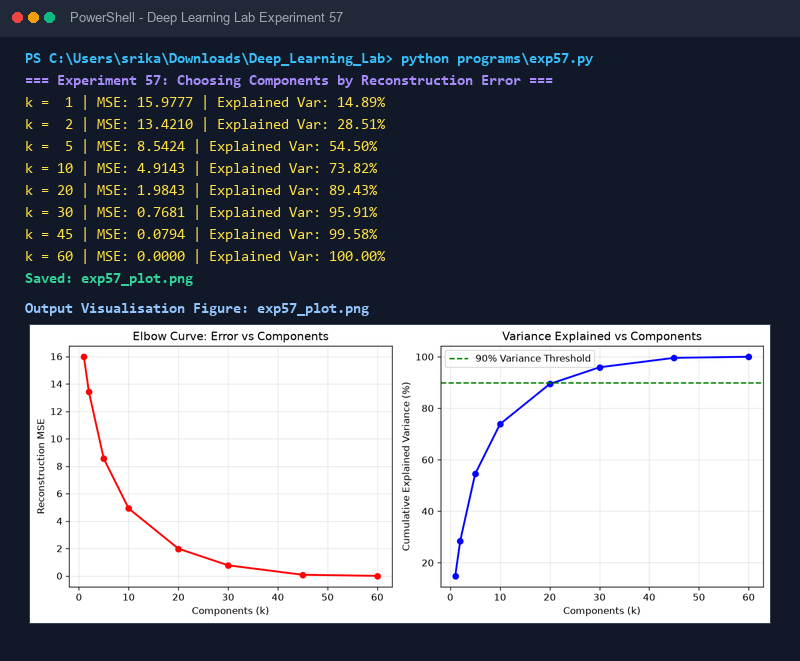 PowerShell - Deep Learning Lab Experiment 57
PS C:\Users\srika\Downloads\Deep_Learning_Lab> python programs\exp57.py
=== Experiment 57: Choosing Components by Reconstruction Error ===
k =  1 | MSE: 15.9777 | Explained Var: 14.89%
k =  2 | MSE: 13.4210 | Explained Var: 28.51%
k =  5 | MSE: 8.5424 | Explained Var: 54.50%
k = 10 | MSE: 4.9143 | Explained Var: 73.82%
k = 20 | MSE: 1.9843 | Explained Var: 89.43%
k = 30 | MSE: 0.7681 | Explained Var: 95.91%
k = 45 | MSE: 0.0794 | Explained Var: 99.58%
k = 60 | MSE: 0.0000 | Explained Var: 100.00%
Saved: exp57_plot.png
Output Visualisation Figure: exp57_plot.png
Elbow Curve: Error vs Components
Reconstruction MSE
16
14
12
10
8
6
4
2
0
0 10 20 30 40 50 60
Components (k)
Variance Explained vs Components
90% Variance Threshold
Cumulative Explained Variance (%)
100
80
60
40
20
0 10 20 30 40 50 60
Components (k)